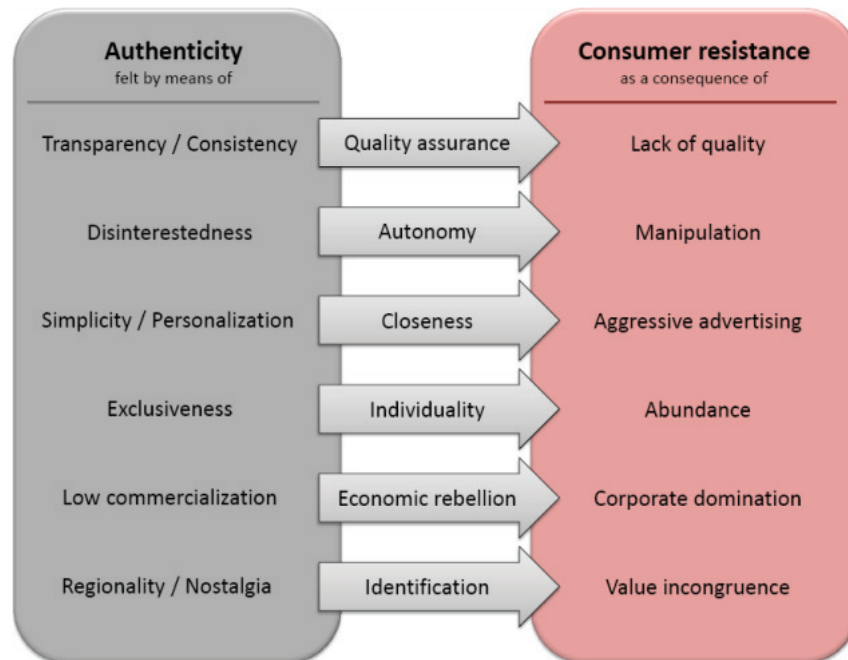 Authenticity
felt by means of
Consumer resistance
as a consequence of
Transparency / Consistency
Quality assurance
Lack of quality
Disinterestedness
Autonomy
Manipulation
Simplicity / Personalization
Closeness
Aggressive advertising
Exclusiveness
Individuality
Abundance
Low commercialization
Economic rebellion
Corporate domination
Regionality / Nostalgia
Identification
Value incongruence